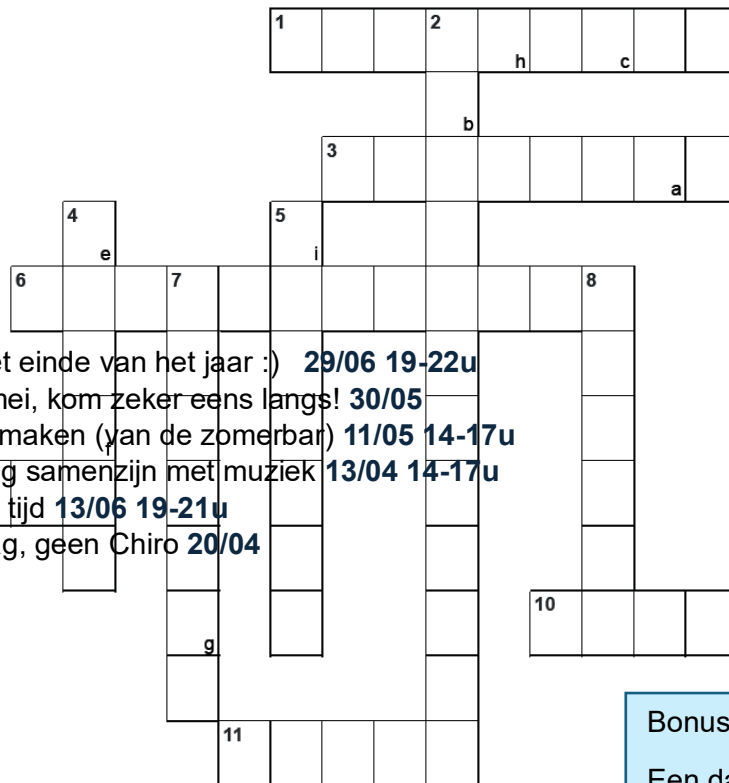 1 2
h c
b
3
a
4 5
e i
6 7 8
et einde van het jaar :) 29/06 19-22u
mei, kom zeker eens langs! 30/05
maken (van de zomerbar) 11/05 14-17u
f
g samenzijn met muziek 13/04 14-17u
tijd 13/06 19-21u
g, geen Chiro 20/04
10
g
Bonus
11
Een da